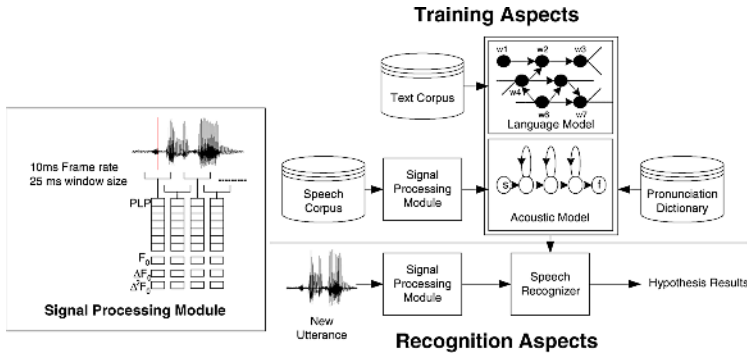 Training Aspects
w1
w2
w3
w4
w6
w7
Language Model
Text Corpus
10ms Frame rate
25 ms window size
PLP
F0
ΔF0
Δ²F0
Signal Processing Module
Speech
Corpus
Signal
Processing
Module
s
f
Acoustic Model
Pronunciation
Dictionary
New
Utterance
Signal
Processing
Module
Speech
Recognizer
Hypothesis Results
Recognition Aspects